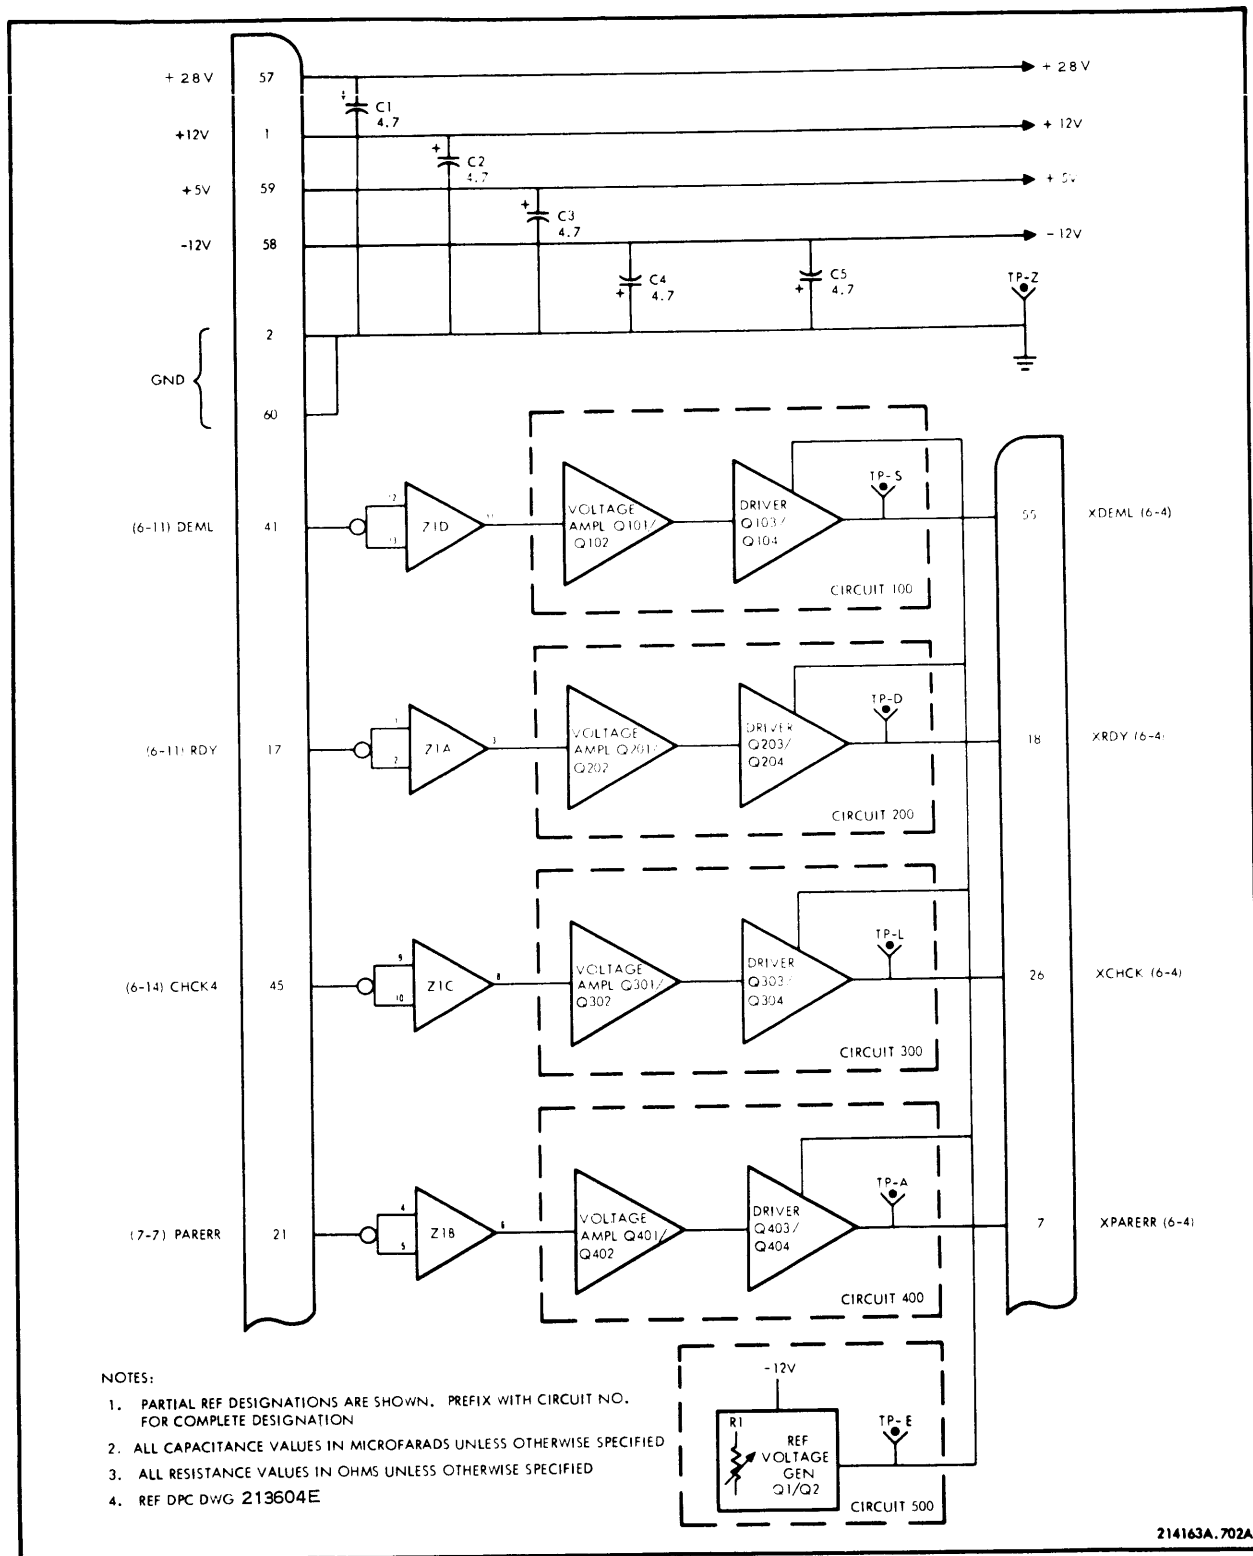 + 28V 57 + 28V
C1
4.7
+12V 1 + 12V
+ C2
4.7
+5V 59 + 5V
+ C3
4.7
-12V 58 - 12V
C4
+ 4.7
C5
+ 4.7
TP-Z
2
GND
60
(6-11) DEML 41
12
13
Z1D
11
VOLTAGE
AMPL Q101/
Q102
DRIVER
Q103/
Q104
TP-S
CIRCUIT 100
55 XDEML (6-4)
(6-11) RDY 17
1
2
Z1A
3
VOLTAGE
AMPL Q201/
Q202
DRIVER
Q203/
Q204
TP-D
CIRCUIT 200
18 XRDY (6-4)
(6-14) CHCK4 45
9
10
Z1C
8
VOLTAGE
AMPL Q301/
Q302
DRIVER
Q303/
Q304
TP-L
CIRCUIT 300
26 XCHCK (6-4)
(7-7) PARERR 21
4
5
Z1B
6
VOLTAGE
AMPL Q401/
Q402
DRIVER
Q403/
Q404
TP-A
CIRCUIT 400
7 XPARERR (6-4)
-12V
R1
REF
VOLTAGE
GEN
Q1/Q2
TP-E
CIRCUIT 500
NOTES:
1. PARTIAL REF DESIGNATIONS ARE SHOWN. PREFIX WITH CIRCUIT NO.
FOR COMPLETE DESIGNATION
2. ALL CAPACITANCE VALUES IN MICROFARADS UNLESS OTHERWISE SPECIFIED
3. ALL RESISTANCE VALUES IN OHMS UNLESS OTHERWISE SPECIFIED
4. REF DPC DWG 213604E
214163A.702A